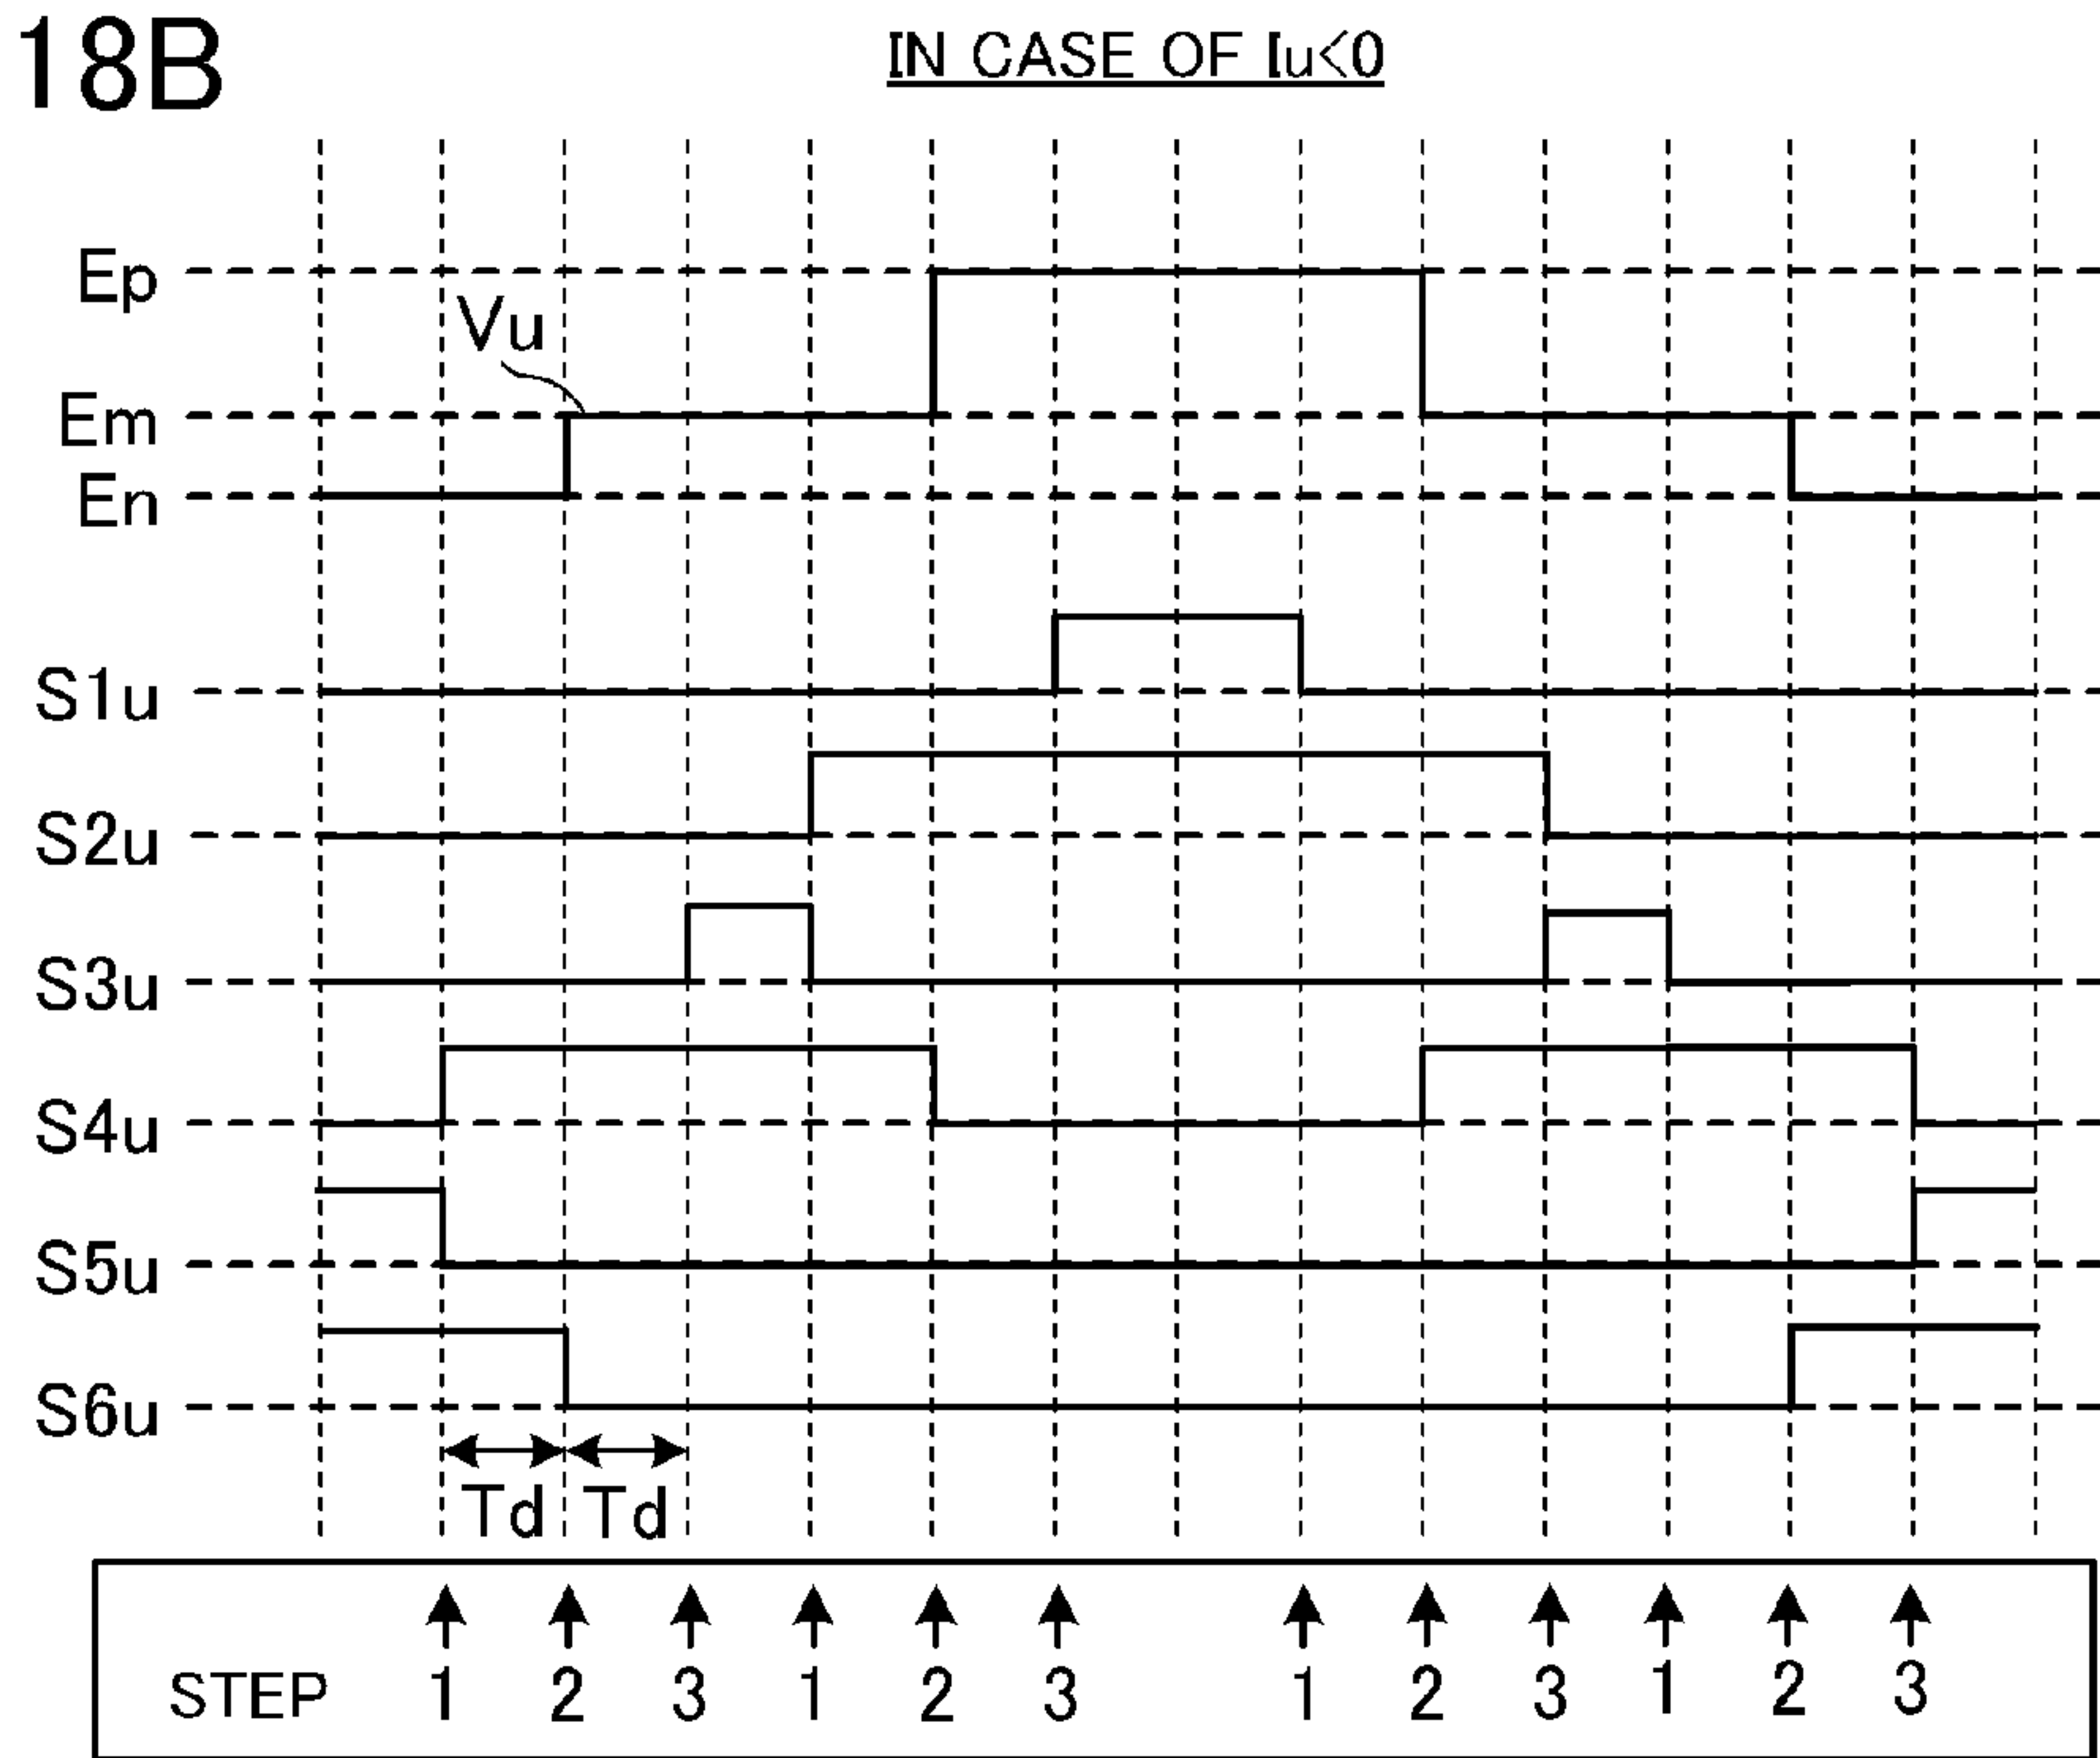 18B
IN CASE OF Iu<0
Ep
Vu
Em
En
S1u
S2u
S3u
S4u
S5u
S6u
Td Td
STEP 1 2 3 1 2 3 1 2 3 1 2 3